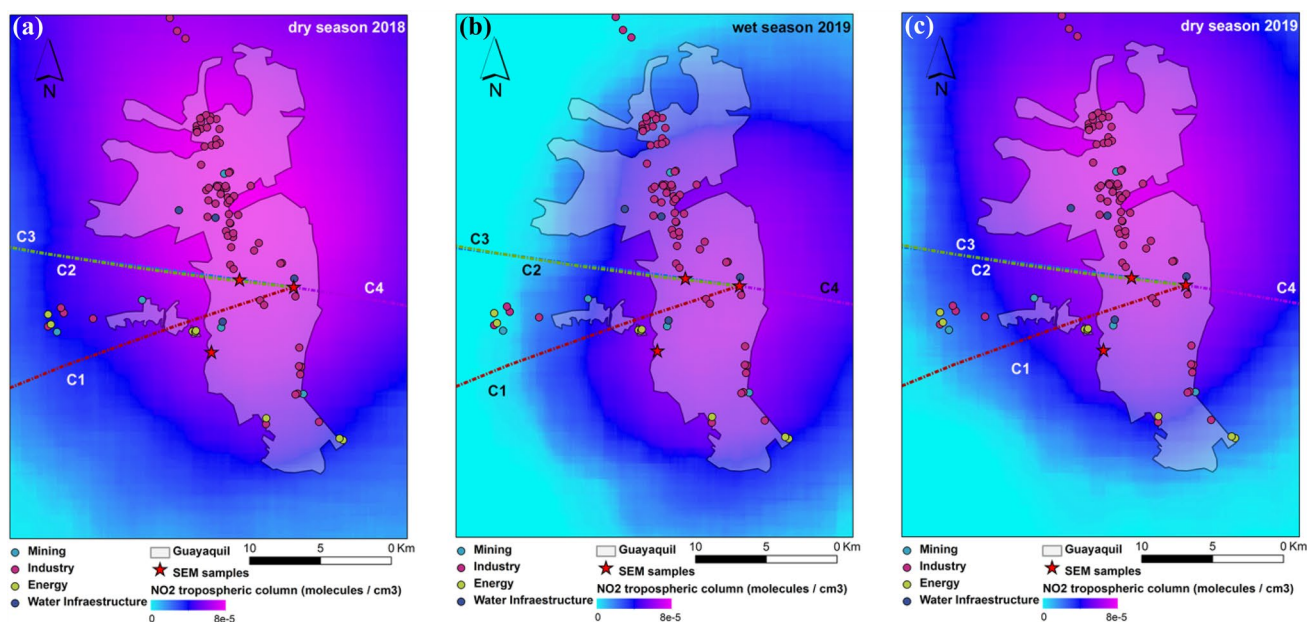 (a)
dry season 2018
N
C3
C2
C4
C1
Mining
Industry
Energy
Water Infraestructure
Guayaquil
SEM samples
10 5 0 Km
NO2 tropospheric column (molecules / cm3)
0 8e-5
(b)
wet season 2019
N
C3
C2
C4
C1
Mining
Industry
Energy
Water Infraestructure
Guayaquil
SEM samples
10 5 0 Km
NO2 tropospheric column (molecules / cm3)
0 8e-5
(c)
dry season 2019
N
C3
C2
C4
C1
Mining
Industry
Energy
Water Infraestructure
Guayaquil
SEM samples
10 5 0 Km
NO2 tropospheric column (molecules / cm3)
0 8e-5